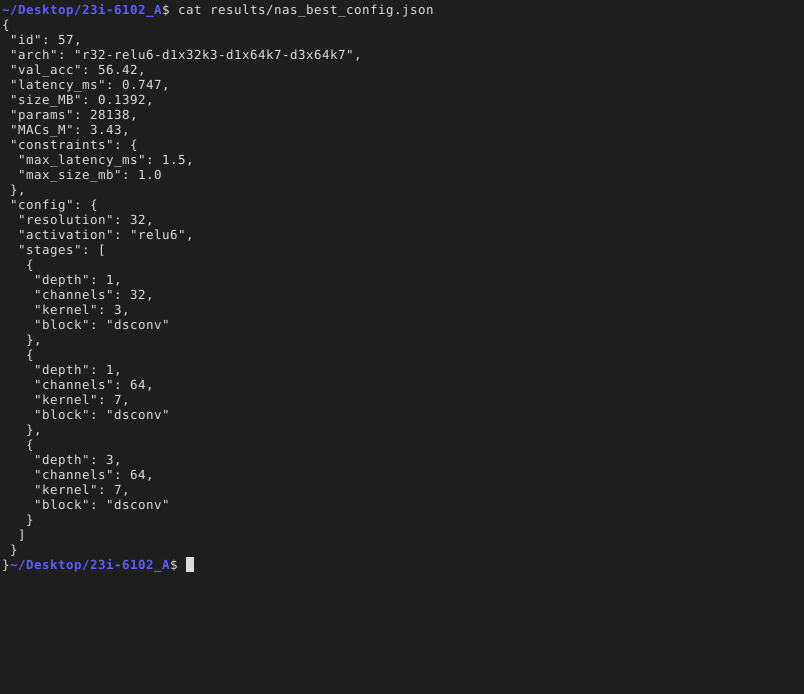 ~/Desktop/23i-6102_A$ cat results/nas_best_config.json
{
 "id": 57,
 "arch": "r32-relu6-d1x32k3-d1x64k7-d3x64k7",
 "val_acc": 56.42,
 "latency_ms": 0.747,
 "size_MB": 0.1392,
 "params": 28138,
 "MACs_M": 3.43,
 "constraints": {
  "max_latency_ms": 1.5,
  "max_size_mb": 1.0
 },
 "config": {
  "resolution": 32,
  "activation": "relu6",
  "stages": [
   {
    "depth": 1,
    "channels": 32,
    "kernel": 3,
    "block": "dsconv"
   },
   {
    "depth": 1,
    "channels": 64,
    "kernel": 7,
    "block": "dsconv"
   },
   {
    "depth": 3,
    "channels": 64,
    "kernel": 7,
    "block": "dsconv"
   }
  ]
 }
}~/Desktop/23i-6102_A$